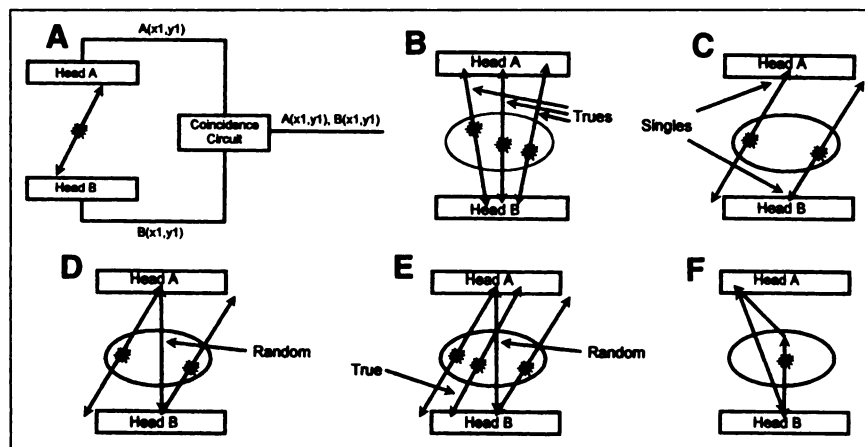 A
A(x1,y1)
Head A
Coincidence
Circuit
A(x1,y1), B(x1,y1)
Head B
B(x1,y1)
B
Head A
Trues
Head B
C
Head A
Singles
Head B
D
Head A
Random
Head B
E
Head A
Random
True
Head B
F
Head A
Head B